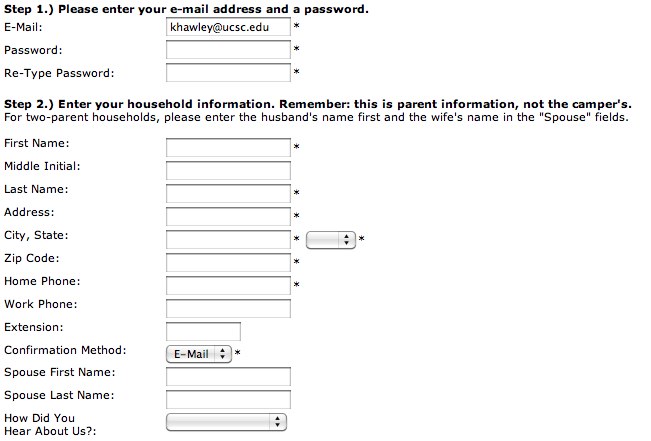 Step 1.) Please enter your e-mail address and a password.
E-Mail: khawley@ucsc.edu *
Password: *
Re-Type Password: *
Step 2.) Enter your household information. Remember: this is parent information, not the camper's.
For two-parent households, please enter the husband's name first and the wife's name in the "Spouse" fields.
First Name: *
Middle Initial:
Last Name: *
Address: *
City, State: * *
Zip Code: *
Home Phone: *
Work Phone:
Extension:
Confirmation Method: E-Mail *
Spouse First Name:
Spouse Last Name:
How Did You
Hear About Us?: